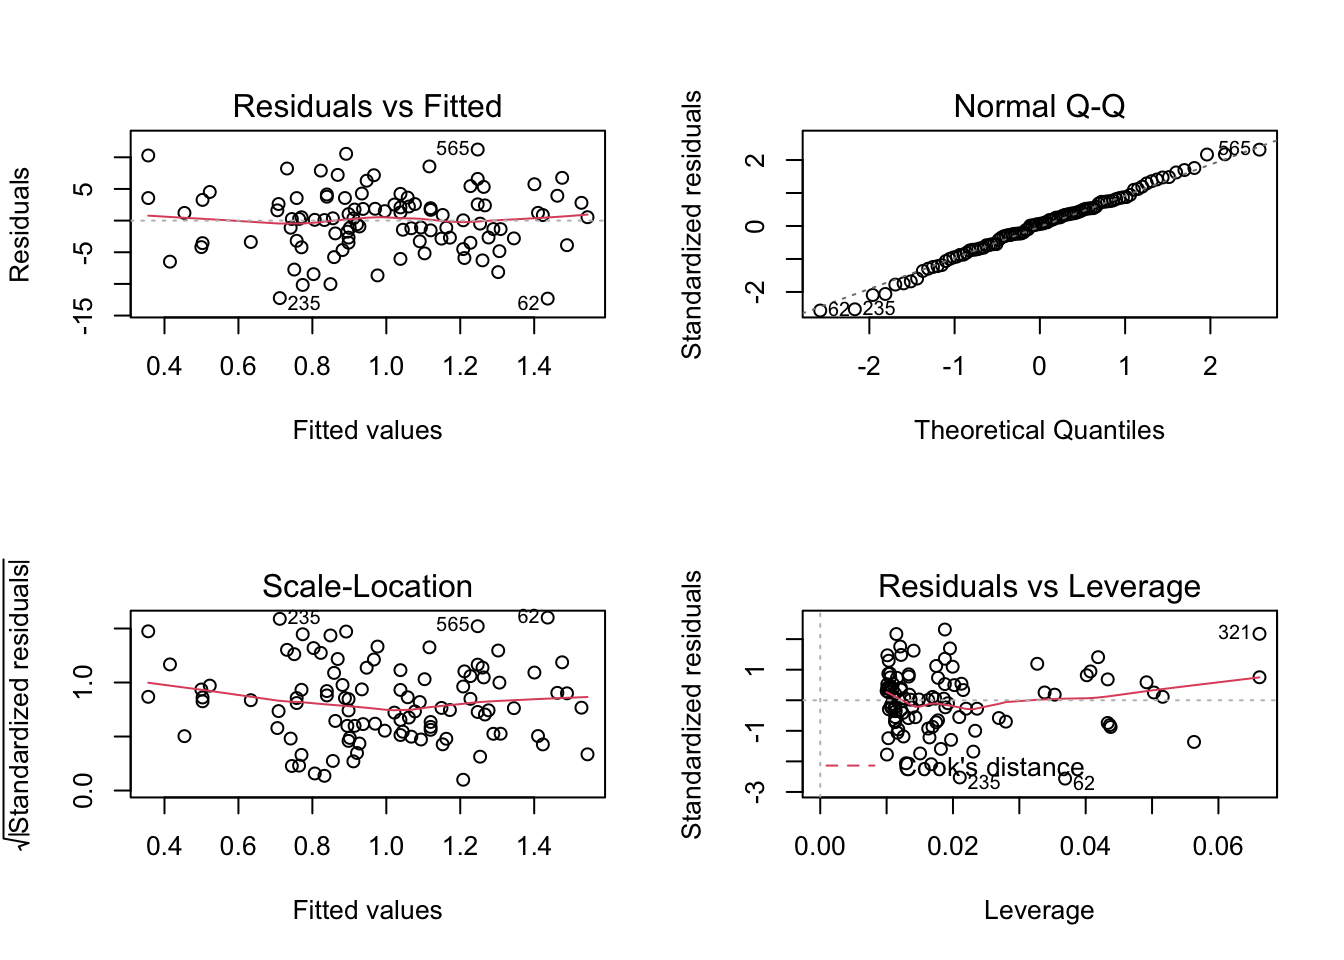 Residuals vs Fitted
Residuals
5
-5
-15
565
235
62
0.4 0.6 0.8 1.0 1.2 1.4
Fitted values
Normal Q-Q
Standardized residuals
2
0
-2
565
62
235
-2 -1 0 1 2
Theoretical Quantiles
Scale-Location
√|Standardized residuals|
1.0
0.0
235
565
62
0.4 0.6 0.8 1.0 1.2 1.4
Fitted values
Residuals vs Leverage
Standardized residuals
1
-1
-3
321
Cook's distance
235
62
0.00 0.02 0.04 0.06
Leverage